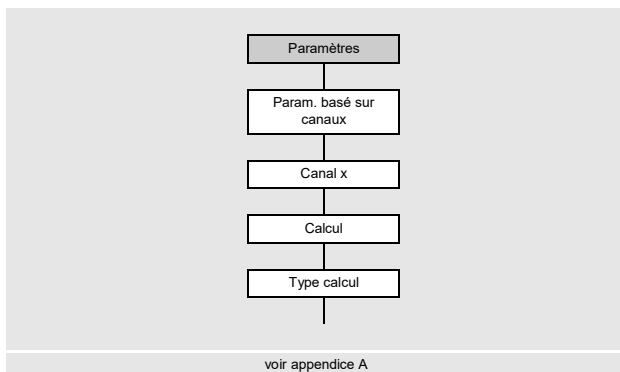 Paramètres
Param. basé sur
canaux
Canal x
Calcul
Type calcul
voir appendice A